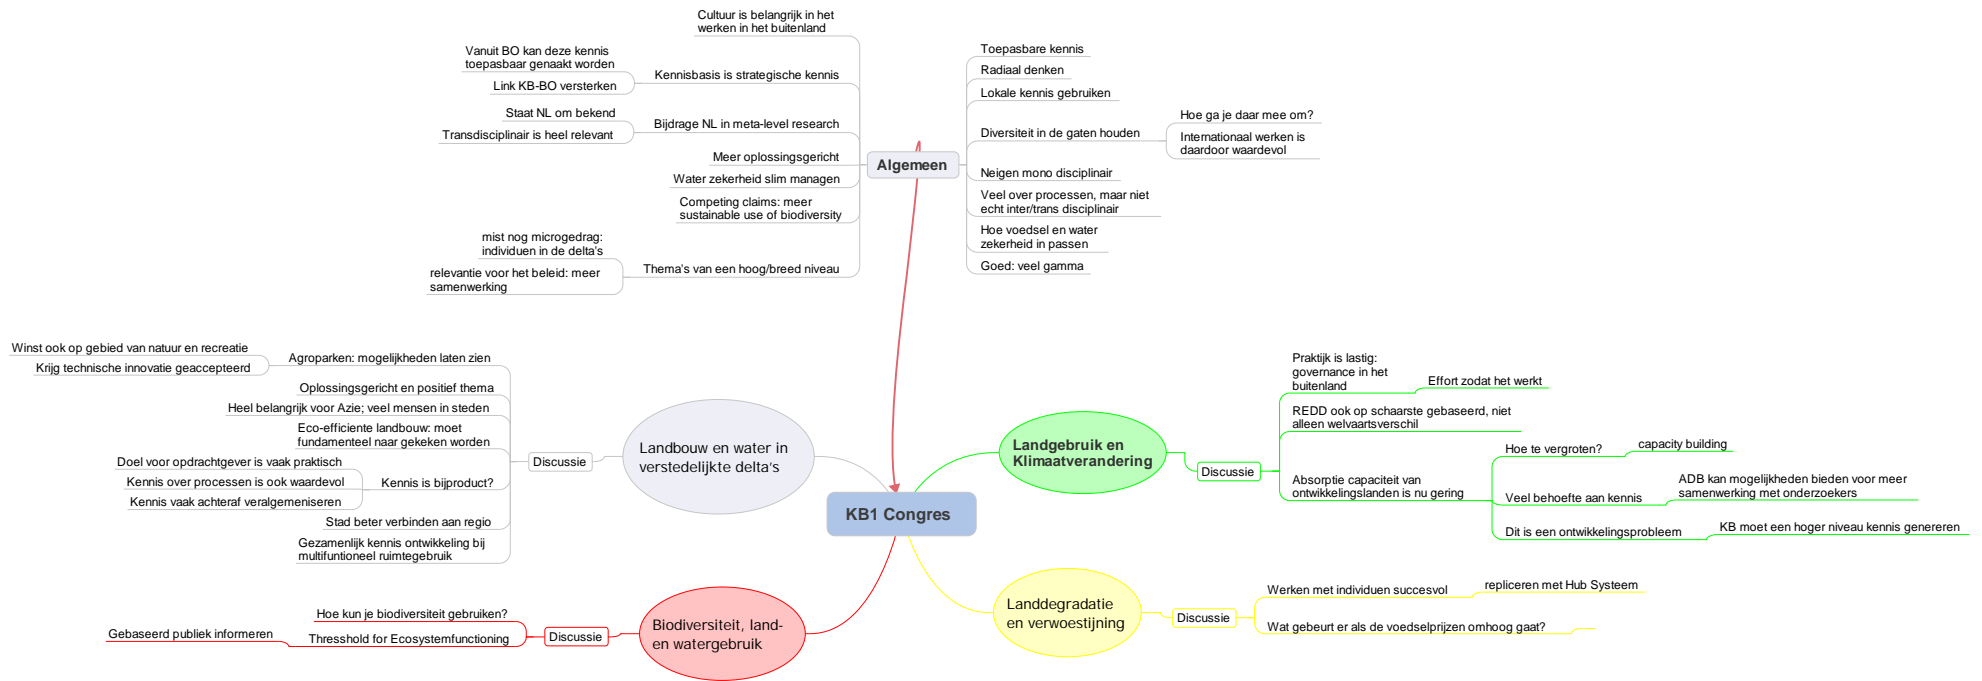 Cultuur is belangrijk in het
werken in het buitenland
Vanuit BO kan deze kennis
toepasbaar genaakt worden
Link KB-BO versterken
Kennisbasis is strategische kennis
Staat NL om bekend
Transdisciplinair is heel relevant
Bijdrage NL in meta-level research
Meer oplossingsgericht
Water zekerheid slim managen
Competing claims: meer
sustainable use of biodiversity
mist nog microgedrag:
individuen in de delta's
relevantie voor het beleid: meer
samenwerking
Thema's van een hoog/breed niveau
Algemeen
Toepasbare kennis
Radiaal denken
Lokale kennis gebruiken
Diversiteit in de gaten houden
Hoe ga je daar mee om?
Internationaal werken is
daardoor waardevol
Neigen mono disciplinair
Veel over processen, maar niet
echt inter/trans disciplinair
Hoe voedsel en water
zekerheid in passen
Goed: veel gamma
Winst ook op gebied van natuur en recreatie
Krijg technische innovatie geaccepteerd
Agroparken: mogelijkheden laten zien
Oplossingsgericht en positief thema
Heel belangrijk voor Azie; veel mensen in steden
Eco-efficiente landbouw: moet
fundamenteel naar gekeken worden
Doel voor opdrachtgever is vaak praktisch
Kennis over processen is ook waardevol
Kennis vaak achteraf veralgemeniseren
Kennis is bijproduct?
Stad beter verbinden aan regio
Gezamenlijk kennis ontwikkeling bij
multifuntioneel ruimtegebruik
Discussie
Landbouw en water in
verstedelijkte delta's
KB1 Congres
Landgebruik en
Klimaatverandering
Discussie
Praktijk is lastig:
governance in het
buitenland
Effort zodat het werkt
REDD ook op schaarste gebaseerd, niet
alleen welvaartsverschil
Absorptie capaciteit van
ontwikkelingslanden is nu gering
Hoe te vergroten?
capacity building
Veel behoefte aan kennis
ADB kan mogelijkheden bieden voor meer
samenwerking met onderzoekers
Dit is een ontwikkelingsprobleem
KB moet een hoger niveau kennis genereren
Hoe kun je biodiversiteit gebruiken?
Gebaseerd publiek informeren
Thresshold for Ecosystemfunctioning
Discussie
Biodiversiteit, land-
en watergebruik
Landdegradatie
en verwoestijning
Discussie
Werken met individuen succesvol
repliceren met Hub Systeem
Wat gebeurt er als de voedselprijzen omhoog gaat?